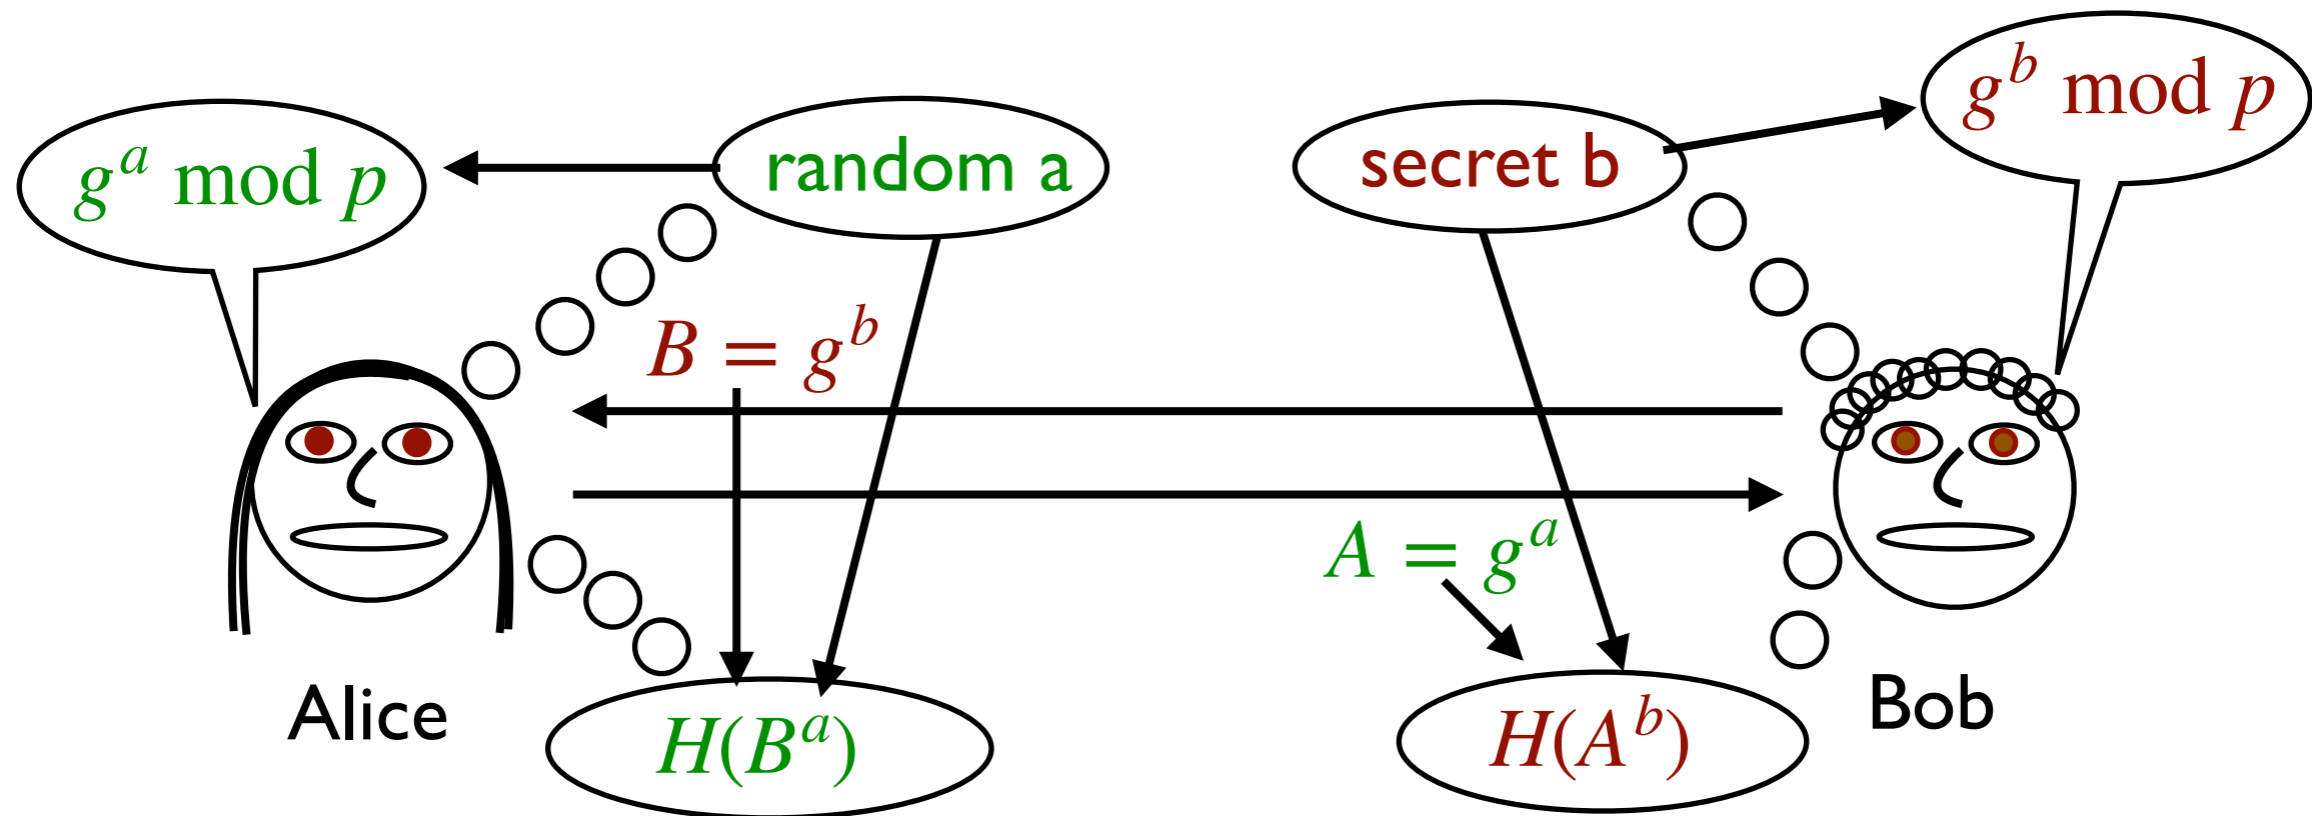 g^b mod p
g^a mod p
random a
secret b
B = g^b
A = g^a
Alice
Bob
H(B^a)
H(A^b)